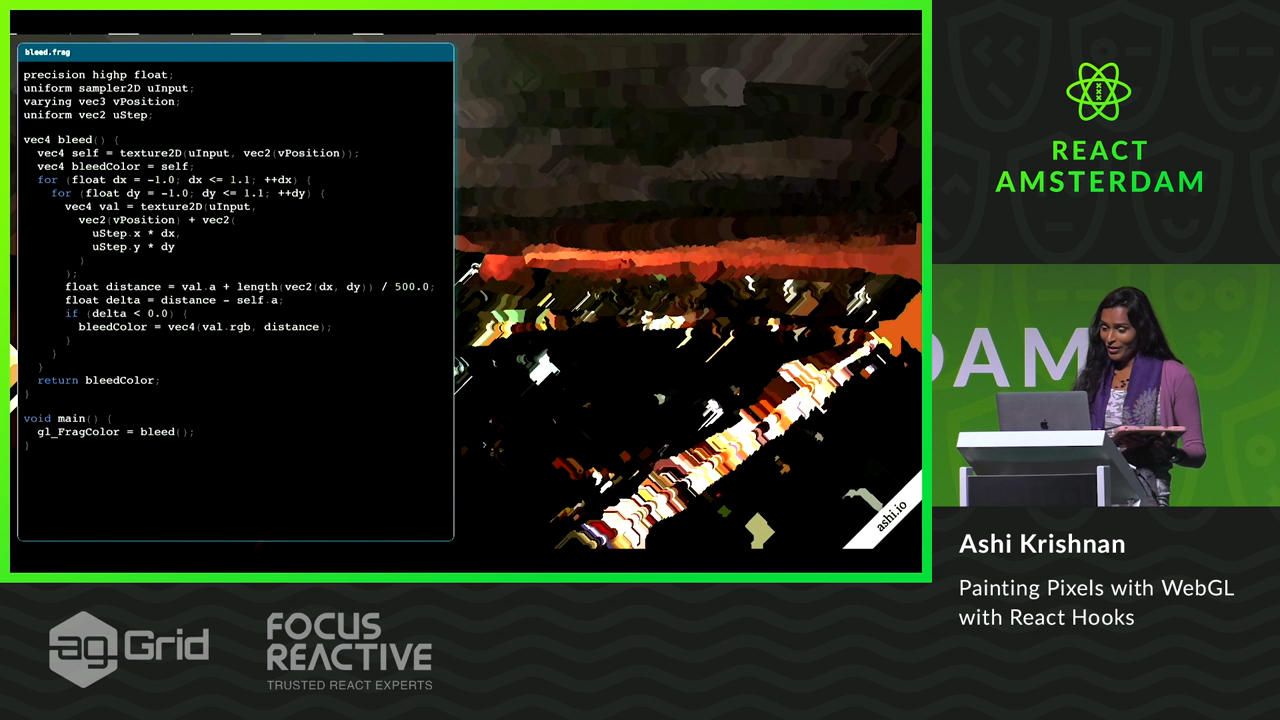 bleed.frag
precision highp float;
uniform sampler2D uInput;
varying vec3 vPosition;
uniform vec2 uStep;
vec4 bleed() {
vec4 self = texture2D(uInput, vec2(vPosition));
vec4 bleedColor = self;
for (float dx = -1.0; dx <= 1.1; ++dx) {
for (float dy = -1.0; dy <= 1.1; ++dy) {
vec4 val = texture2D(uInput,
vec2(vPosition) + vec2(
uStep.x * dx,
uStep.y * dy
)
);
float distance = val.a + length(vec2(dx, dy)) / 500.0;
float delta = distance - self.a;
if (delta < 0.0) {
bleedColor = vec4(val.rgb, distance);
}
}
}
return bleedColor;
}
void main() {
gl_FragColor = bleed();
}
ashi.io
REACT
AMSTERDAM
DAM
Ashi Krishnan
Painting Pixels with WebGL
with React Hooks
ag Grid
FOCUS
REACTIVE
TRUSTED REACT EXPERTS